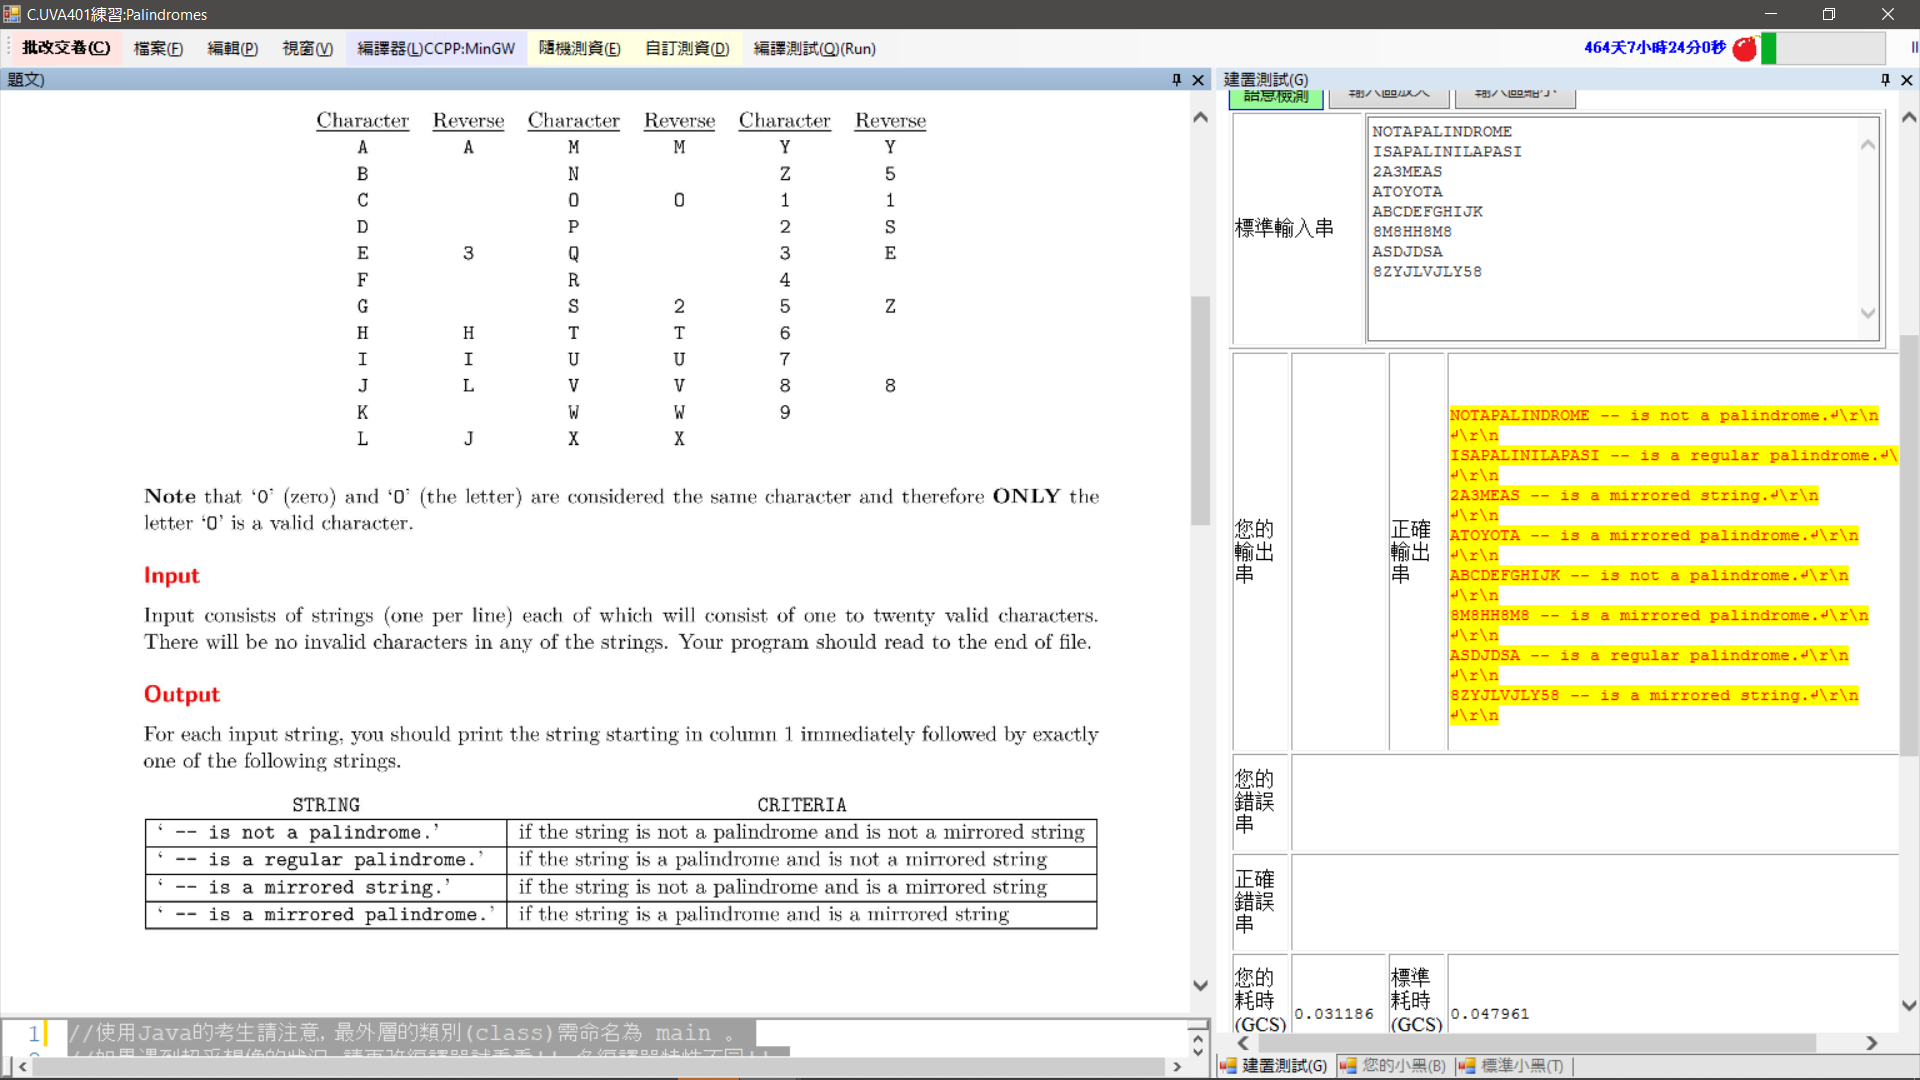 C.UVA401練習:Palindromes
批改交卷(C) 檔案(F) 編輯(P) 視窗(V) 編譯器(L)CCPP:MinGW 隨機測資(E) 自訂測資(D) 編譯測試(Q)(Run) 464天7小時24分0秒
題文)
Character Reverse Character Reverse Character Reverse
A A M M Y Y
B N Z 5
C O O 1 1
D P 2 S
E 3 Q 3 E
F R 4
G S 2 5 Z
H H T T 6
I I U U 7
J L V V 8 8
K W W 9
L J X X
Note that ‘0’ (zero) and ‘O’ (the letter) are considered the same character and therefore ONLY the
letter ‘O’ is a valid character.
Input
Input consists of strings (one per line) each of which will consist of one to twenty valid characters.
There will be no invalid characters in any of the strings. Your program should read to the end of file.
Output
For each input string, you should print the string starting in column 1 immediately followed by exactly
one of the following strings.
STRING CRITERIA
‘ -- is not a palindrome.’ if the string is not a palindrome and is not a mirrored string
‘ -- is a regular palindrome.’ if the string is a palindrome and is not a mirrored string
‘ -- is a mirrored string.’ if the string is not a palindrome and is a mirrored string
‘ -- is a mirrored palindrome.’ if the string is a palindrome and is a mirrored string
1 //使用Java的考生請注意,最外層的類別(class)需命名為 main 。
建置測試(G)
語意檢測 輸入區放大 輸入區縮小
標準輸入串
NOTAPALINDROME
ISAPALINILAPASI
2A3MEAS
ATOYOTA
ABCDEFGHIJK
8M8HH8M8
ASDJDSA
8ZYJLVJLY58
您的輸出串
正確輸出串
NOTAPALINDROME -- is not a palindrome.↲\r\n
↲\r\n
ISAPALINILAPASI -- is a regular palindrome.↲\
↲\r\n
2A3MEAS -- is a mirrored string.↲\r\n
↲\r\n
ATOYOTA -- is a mirrored palindrome.↲\r\n
↲\r\n
ABCDEFGHIJK -- is not a palindrome.↲\r\n
↲\r\n
8M8HH8M8 -- is a mirrored palindrome.↲\r\n
↲\r\n
ASDJDSA -- is a regular palindrome.↲\r\n
↲\r\n
8ZYJLVJLY58 -- is a mirrored string.↲\r\n
↲\r\n
您的錯誤串
正確錯誤串
您的耗時(GCS) 0.031186 標準耗時(GCS) 0.047961
建置測試(G) 您的小黑(B) 標準小黑(T)